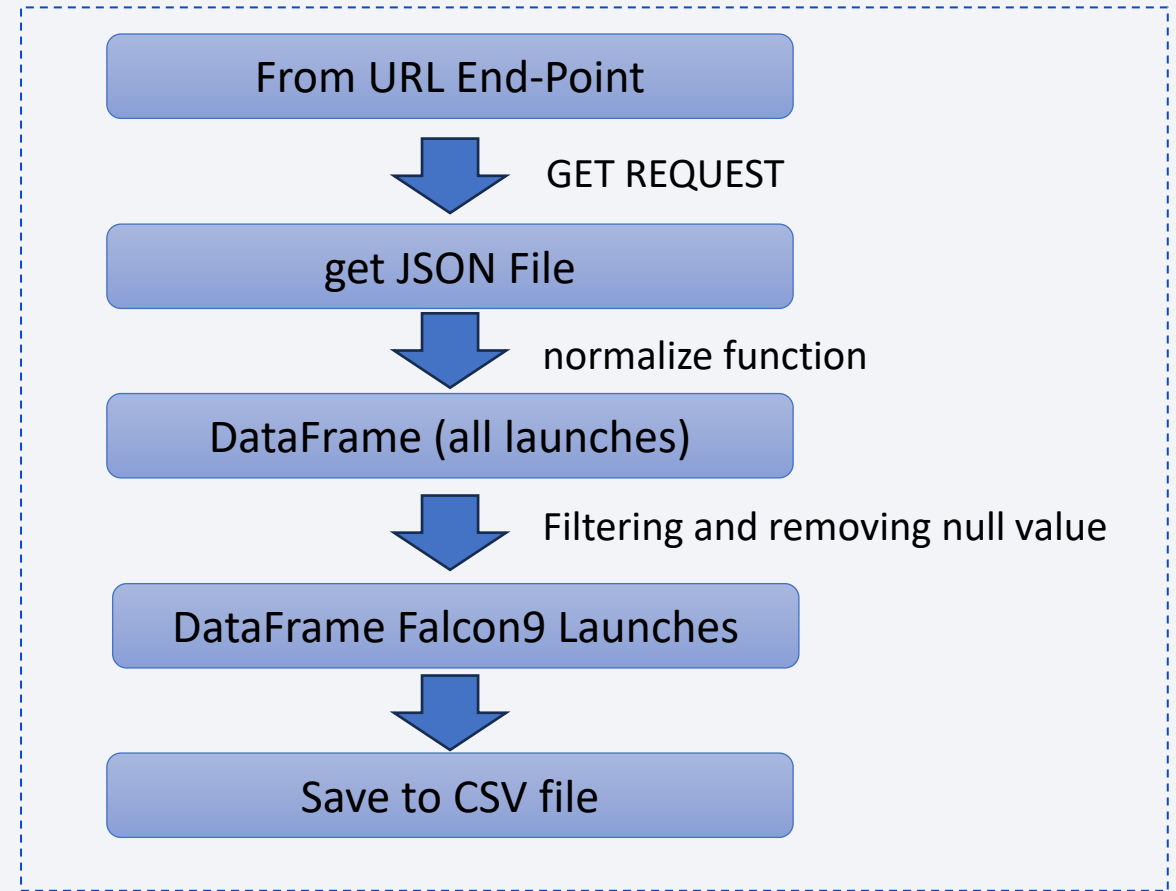 From URL End-Point
GET REQUEST
get JSON File
normalize function
DataFrame (all launches)
Filtering and removing null value
DataFrame Falcon9 Launches
Save to CSV file